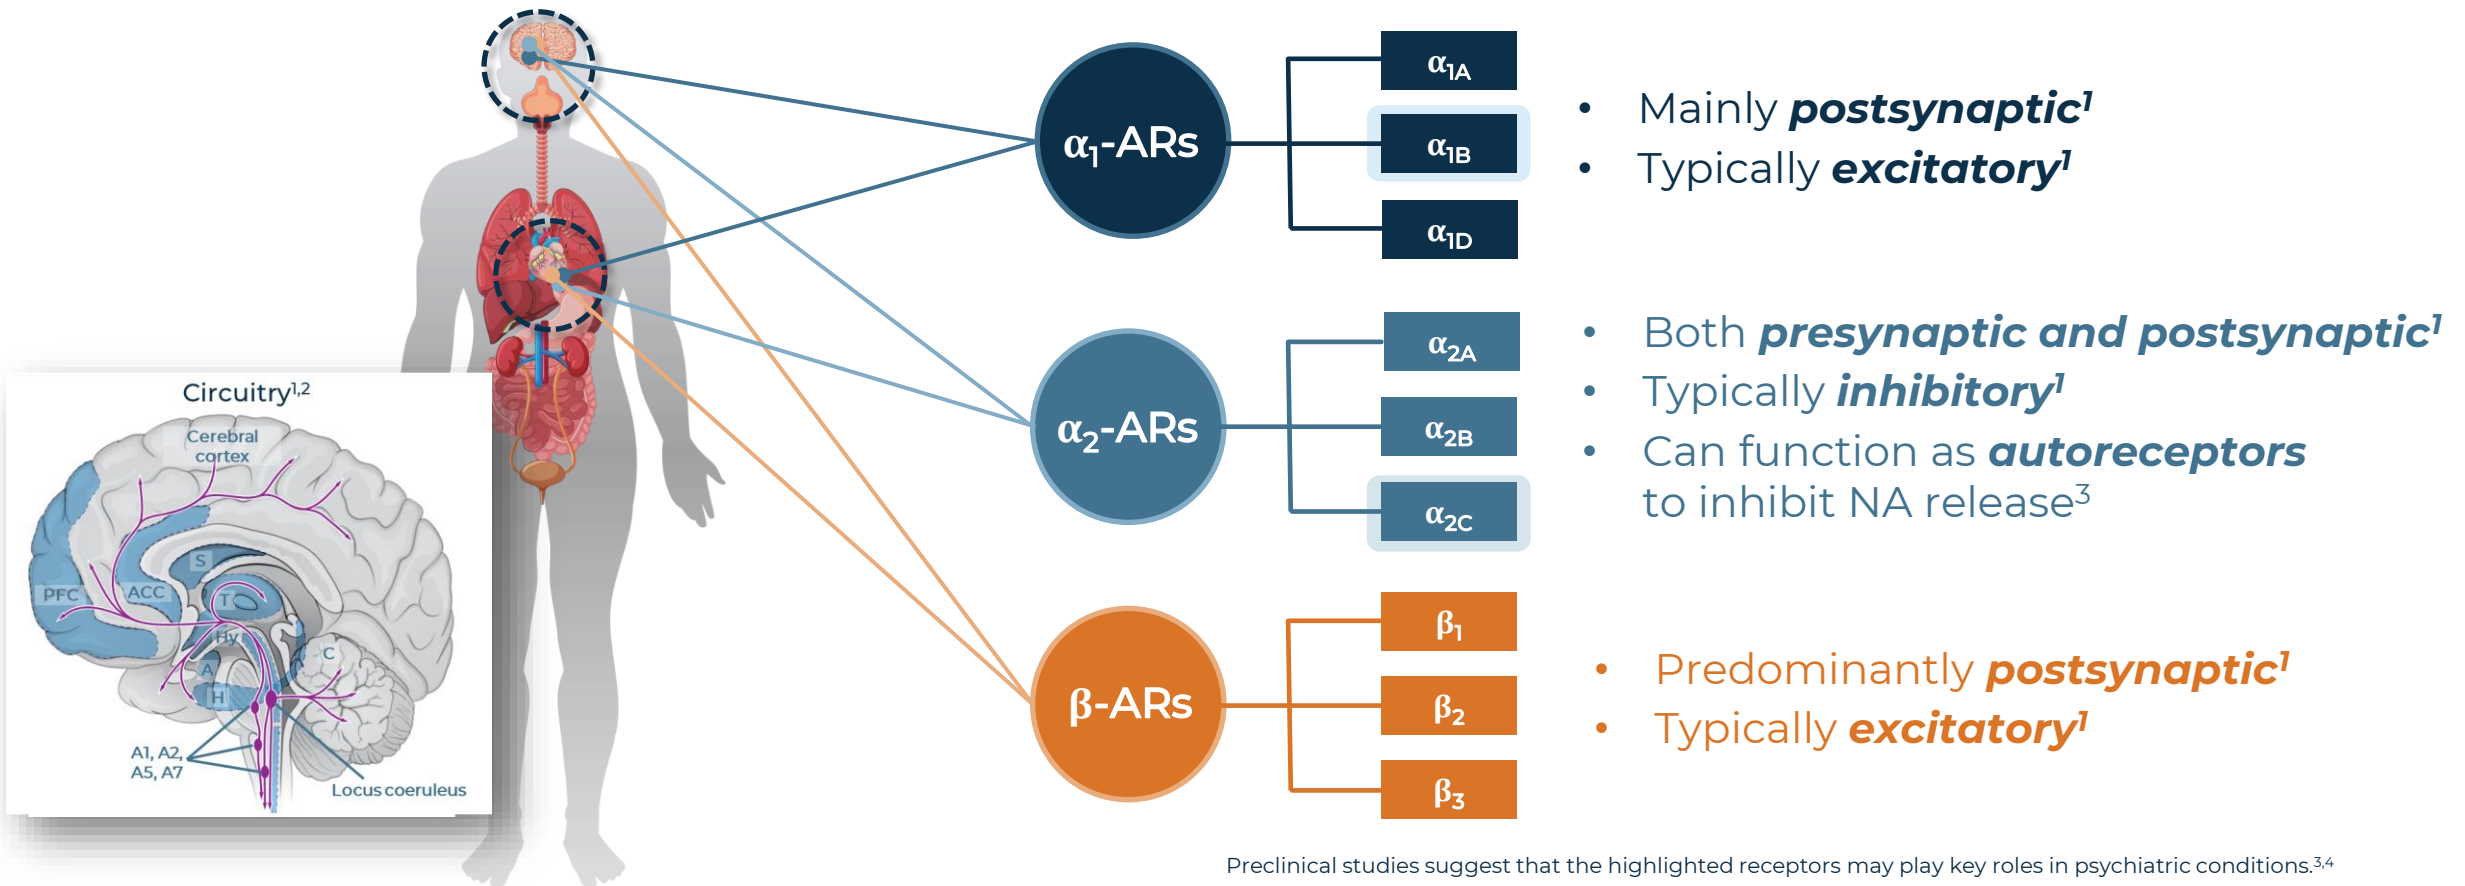 α₁-ARs
α₁A
α₁B
α₁D
• Mainly postsynaptic¹
• Typically excitatory¹
α₂-ARs
α₂A
α₂B
α₂C
• Both presynaptic and postsynaptic¹
• Typically inhibitory¹
• Can function as autoreceptors
to inhibit NA release³
β-ARs
β₁
β₂
β₃
• Predominantly postsynaptic¹
• Typically excitatory¹
Circuitry¹,²
Cerebral
cortex
S
PFC
ACC
T
Hy
A
C
H
A1, A2,
A5, A7
Locus coeruleus
Preclinical studies suggest that the highlighted receptors may play key roles in psychiatric conditions.³,⁴